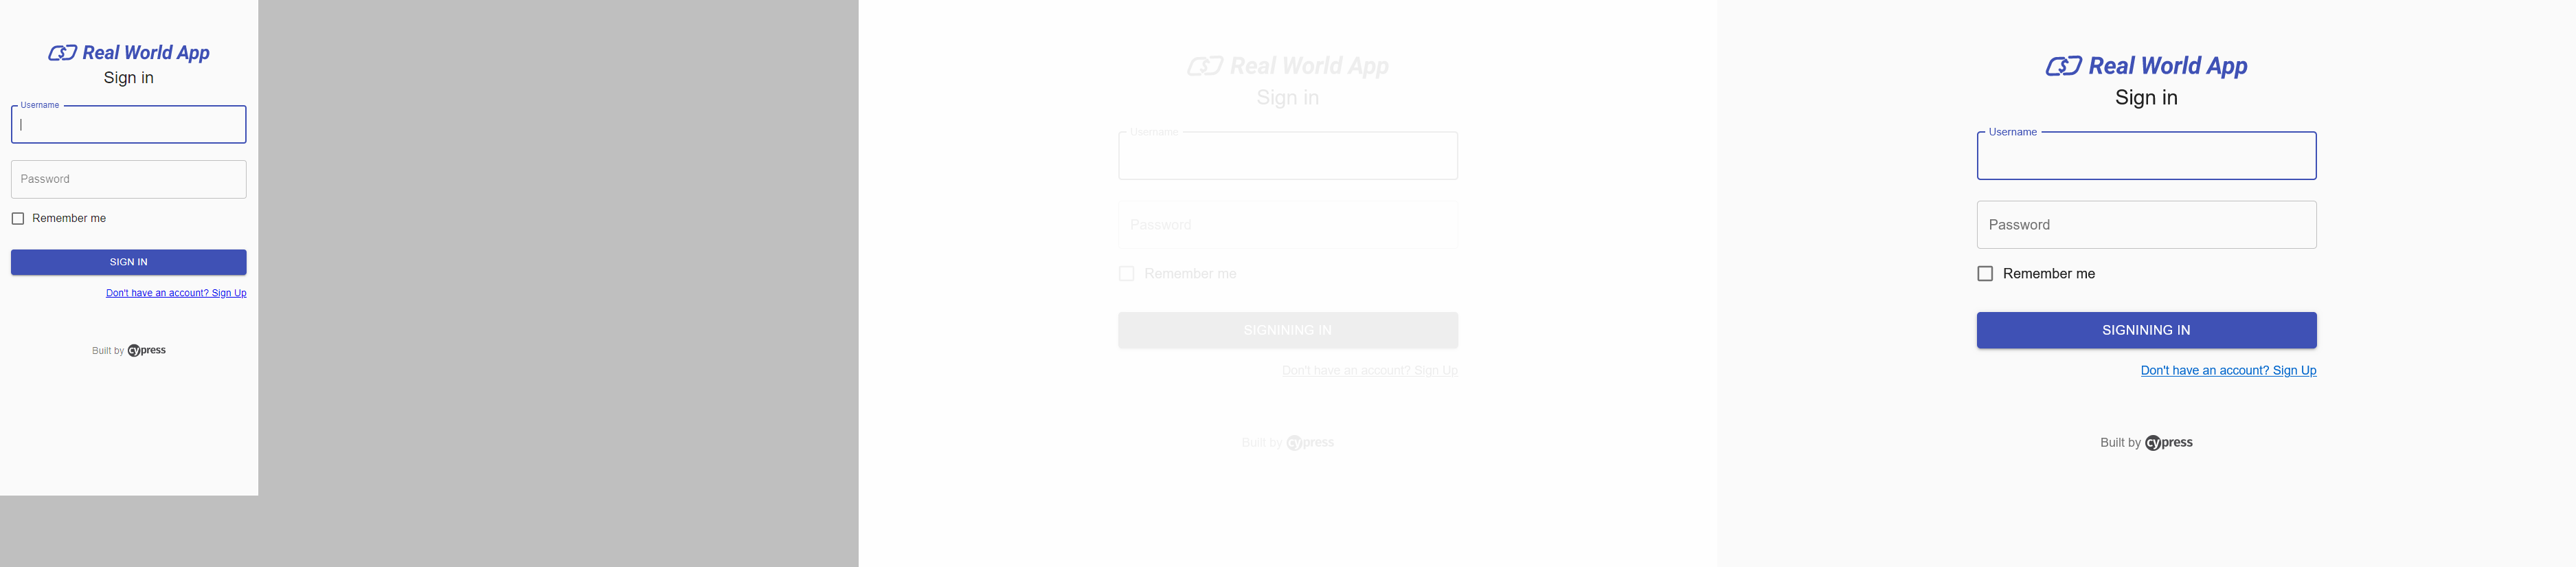 Real World App
Sign in
Username
Password
Remember me
SIGN IN
Don't have an account? Sign Up
Built by cypress
Real World App
Sign in
Username
Password
Remember me
SIGNINING IN
Don't have an account? Sign Up
Built by cypress
Real World App
Sign in
Username
Password
Remember me
SIGNINING IN
Don't have an account? Sign Up
Built by cypress